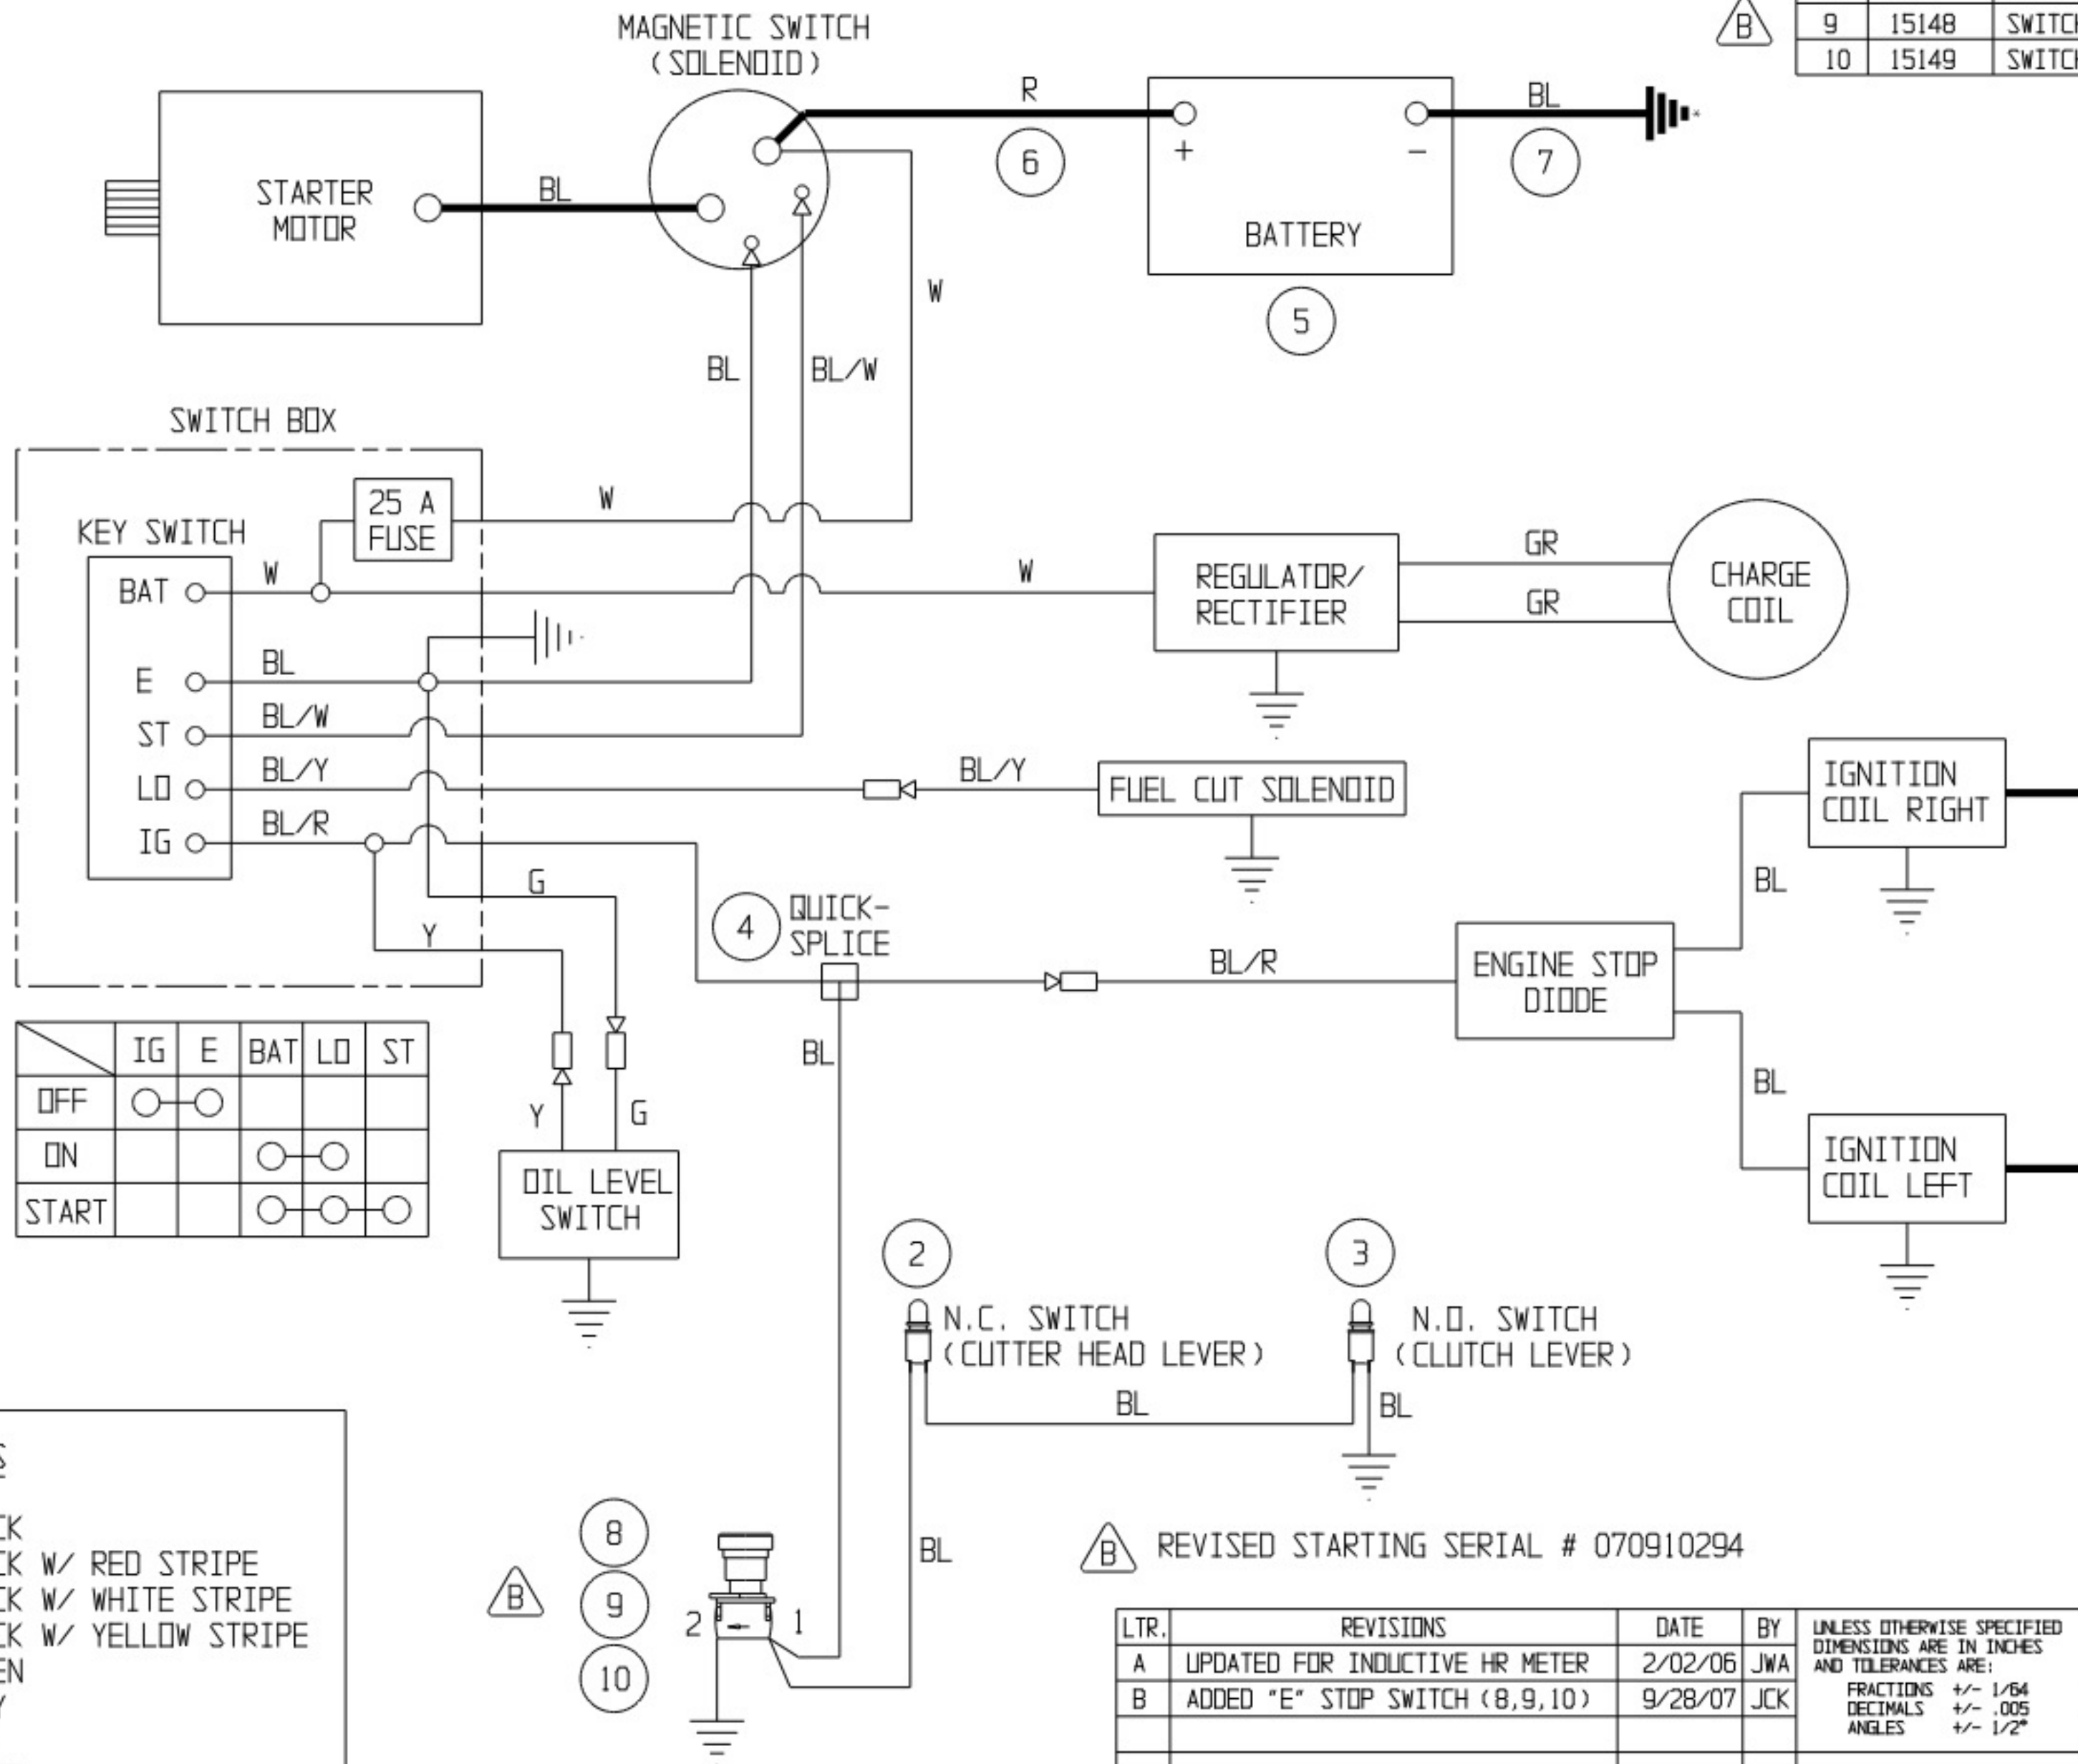 MAGNETIC SWITCH
(SOLENOID)
B
9 15148 SWITCH
10 15149 SWITCH
R
BL
6
7
+
-
STARTER
MOTOR
BL
BATTERY
5
W
BL
BL/W
SWITCH BOX
25 A
FUSE
W
KEY SWITCH
BAT
W
W
REGULATOR/
RECTIFIER
GR
GR
CHARGE
COIL
E
BL
ST
BL/W
LO
BL/Y
BL/Y
FUEL CUT SOLENOID
IG
BL/R
IGNITION
COIL RIGHT
BL
G
Y
4
QUICK-
SPLICE
BL/R
ENGINE STOP
DIODE
BL
BL
IGNITION
COIL LEFT
IG E BAT LO ST
OFF
ON
START
Y
G
OIL LEVEL
SWITCH
2
N.C. SWITCH
(CUTTER HEAD LEVER)
3
N.O. SWITCH
(CLUTCH LEVER)
BL
BL
S
CK
CK W/ RED STRIPE
CK W/ WHITE STRIPE
CK W/ YELLOW STRIPE
EN
Y
B
8
9
10
2
1
BL
B REVISED STARTING SERIAL # 070910294
LTR. REVISIONS DATE BY
A UPDATED FOR INDUCTIVE HR METER 2/02/06 JWA
B ADDED "E" STOP SWITCH (8,9,10) 9/28/07 JCK
UNLESS OTHERWISE SPECIFIED
DIMENSIONS ARE IN INCHES
AND TOLERANCES ARE:
FRACTIONS +/- 1/64
DECIMALS +/- .005
ANGLES +/- 1/2°